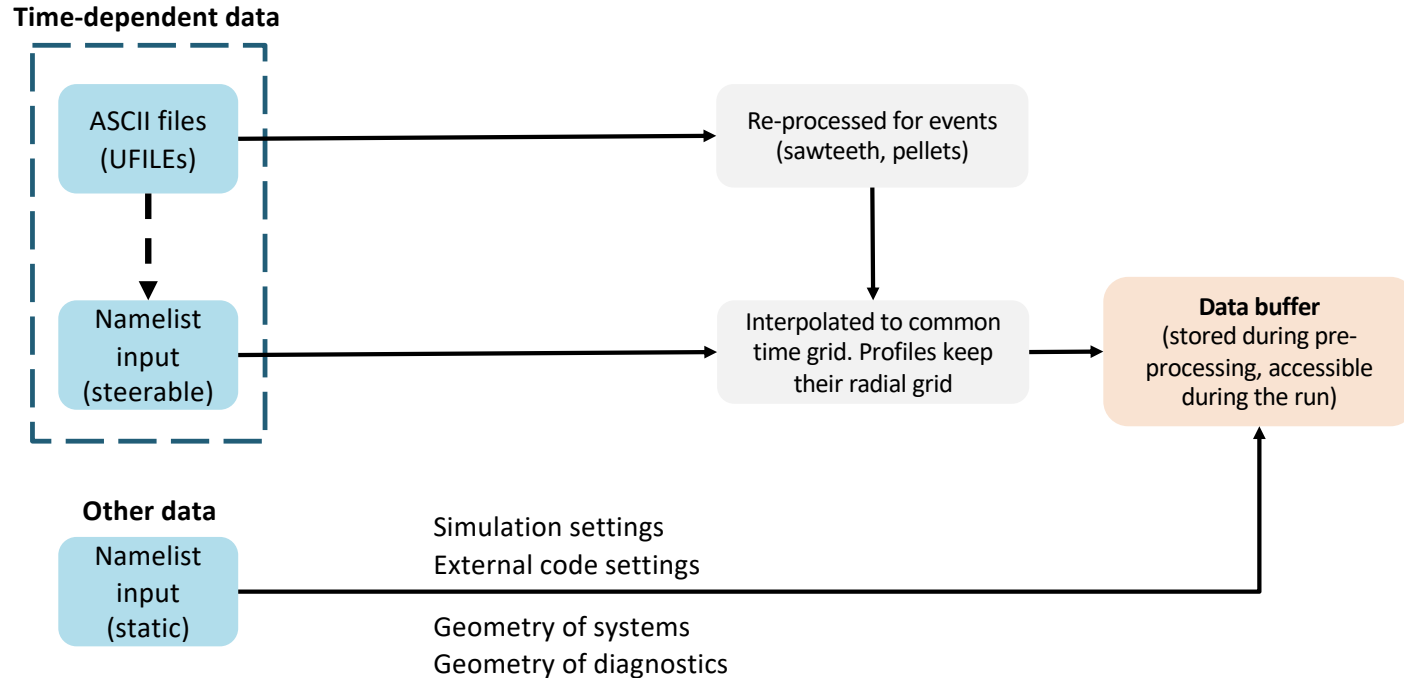 Time-dependent data
ASCII files
(UFILEs)
Re-processed for events
(sawteeth, pellets)
Namelist
input
(steerable)
Interpolated to common
time grid. Profiles keep
their radial grid
Data buffer
(stored during pre-
processing, accessible
during the run)
Other data
Namelist
input
(static)
Simulation settings
External code settings
Geometry of systems
Geometry of diagnostics